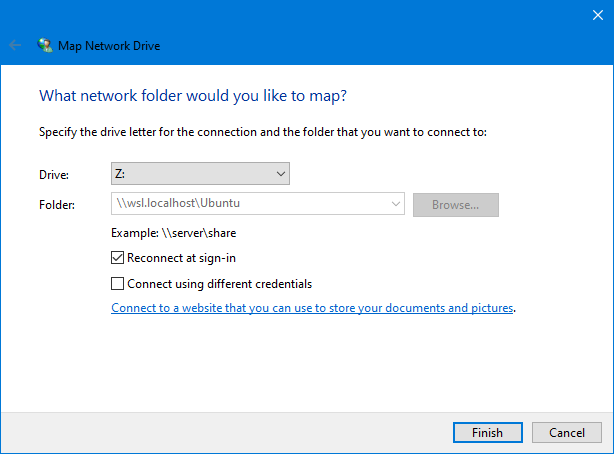 Map Network Drive
What network folder would you like to map?
Specify the drive letter for the connection and the folder that you want to connect to:
Drive: Z:
Folder: \\wsl.localhost\Ubuntu Browse...
Example: \\server\share
Reconnect at sign-in
Connect using different credentials
Connect to a website that you can use to store your documents and pictures.
Finish Cancel